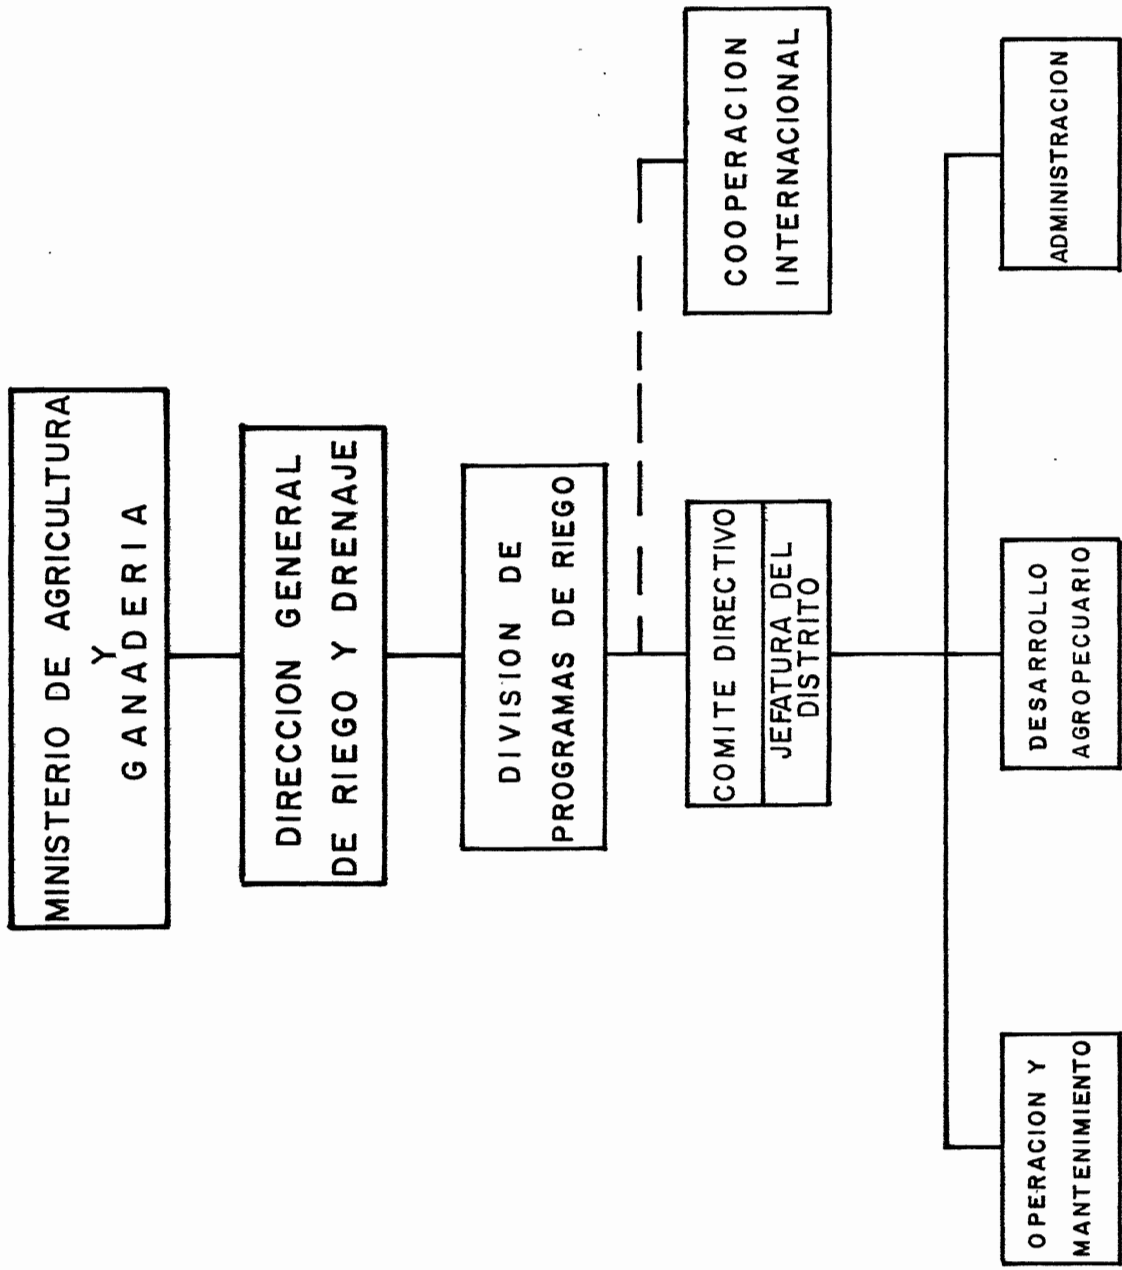 MINISTERIO DE AGRICULTURA
Y
GANADERIA
DIRECCION GENERAL
DE RIEGO Y DRENAJE
DIVISION DE
PROGRAMAS DE RIEGO
COOPERACION
INTERNACIONAL
COMITE DIRECTIVO
JEFATURA DEL
DISTRITO
OPERACION Y
MANTENIMIENTO
DESARROLLO
AGROPECUARIO
ADMINISTRACION